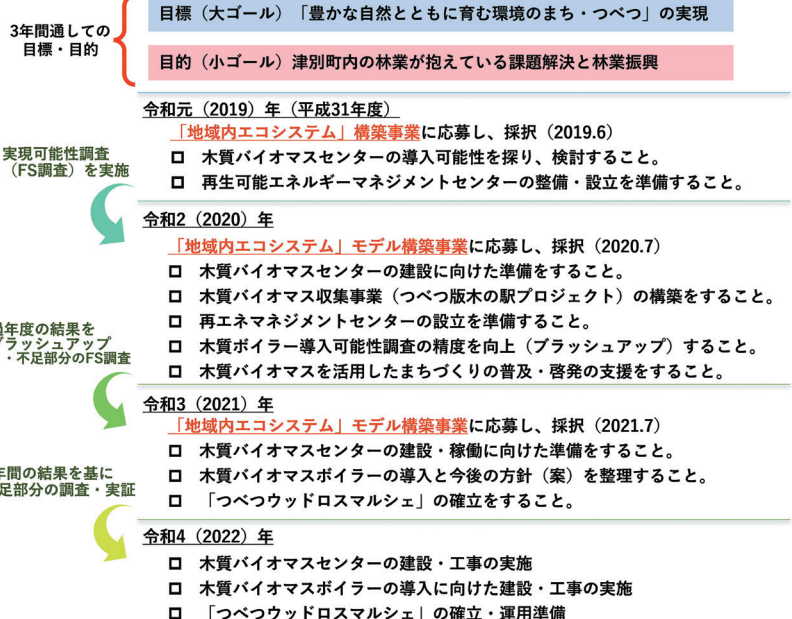 3年間通しての
目標・目的
目標（大ゴール）「豊かな自然とともに育む環境のまち・つべつ」の実現
目的（小ゴール）津別町内の林業が抱えている課題解決と林業振興
令和元（2019）年（平成31年度）
「地域内エコシステム」構築事業に応募し、採択（2019.6）
□ 木質バイオマスセンターの導入可能性を探り、検討すること。
□ 再生可能エネルギーマネジメントセンターの整備・設立を準備すること。
実現可能性調査
（FS調査）を実施
令和2（2020）年
「地域内エコシステム」モデル構築事業に応募し、採択（2020.7）
□ 木質バイオマスセンターの建設に向けた準備をすること。
□ 木質バイオマス収集事業（つべつ版木の駅プロジェクト）の構築をすること。
□ 再エネマネジメントセンターの設立を準備すること。
□ 木質ボイラー導入可能性調査の精度を向上（ブラッシュアップ）すること。
□ 木質バイオマスを活用したまちづくりの普及・啓発の支援をすること。
年度の結果を
ブラッシュアップ
・不足部分のFS調査
令和3（2021）年
「地域内エコシステム」モデル構築事業に応募し、採択（2021.7）
□ 木質バイオマスセンターの建設・稼働に向けた準備をすること。
□ 木質バイオマスボイラーの導入と今後の方針（案）を整理すること。
□ 「つべつウッドロスマルシェ」の確立をすること。
年間の結果を基に
足部分の調査・実証
令和4（2022）年
□ 木質バイオマスセンターの建設・工事の実施
□ 木質バイオマスボイラーの導入に向けた建設・工事の実施
□ 「つべつウッドロスマルシェ」の確立・運用準備